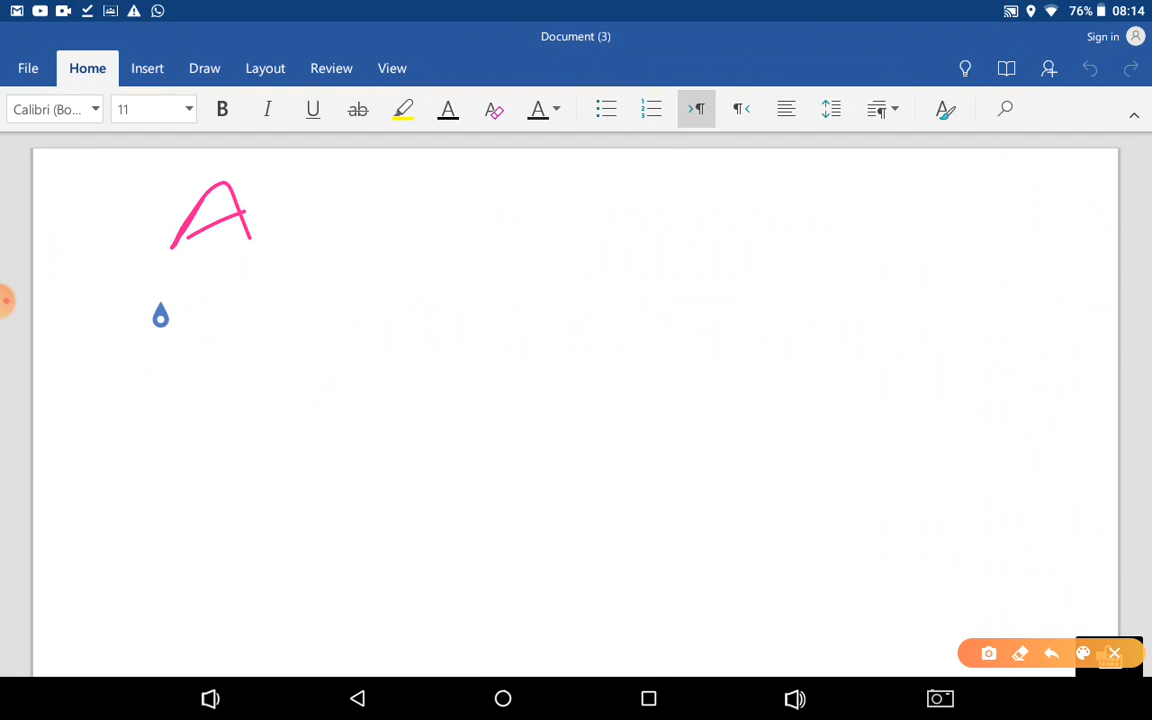 76% 08:14
Document (3)
Sign in
File Home Insert Draw Layout Review View
Calibri (Bo... 11 B I U ab A A A
A